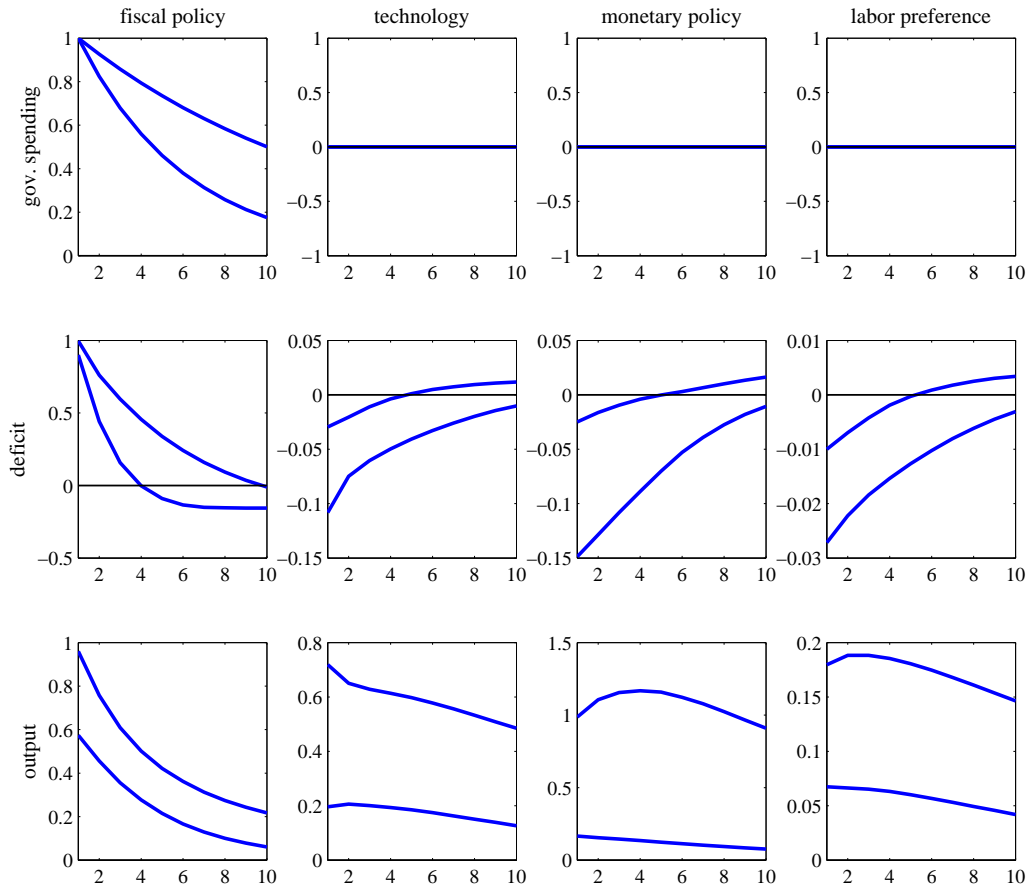 fiscal policy technology monetary policy labor preference
gov. spending
1 0.8 0.6 0.4 0.2 0
2 4 6 8 10
1 0.5 0 −0.5 −1
2 4 6 8 10
1 0.5 0 −0.5 −1
2 4 6 8 10
1 0.5 0 −0.5 −1
2 4 6 8 10
deficit
1 0.5 0 −0.5
2 4 6 8 10
0.05 0 −0.05 −0.1 −0.15
2 4 6 8 10
0.05 0 −0.05 −0.1 −0.15
2 4 6 8 10
0.01 0 −0.01 −0.02 −0.03
2 4 6 8 10
output
1 0.8 0.6 0.4 0.2 0
2 4 6 8 10
0.8 0.6 0.4 0.2 0
2 4 6 8 10
1.5 1 0.5 0
2 4 6 8 10
0.2 0.15 0.1 0.05 0
2 4 6 8 10